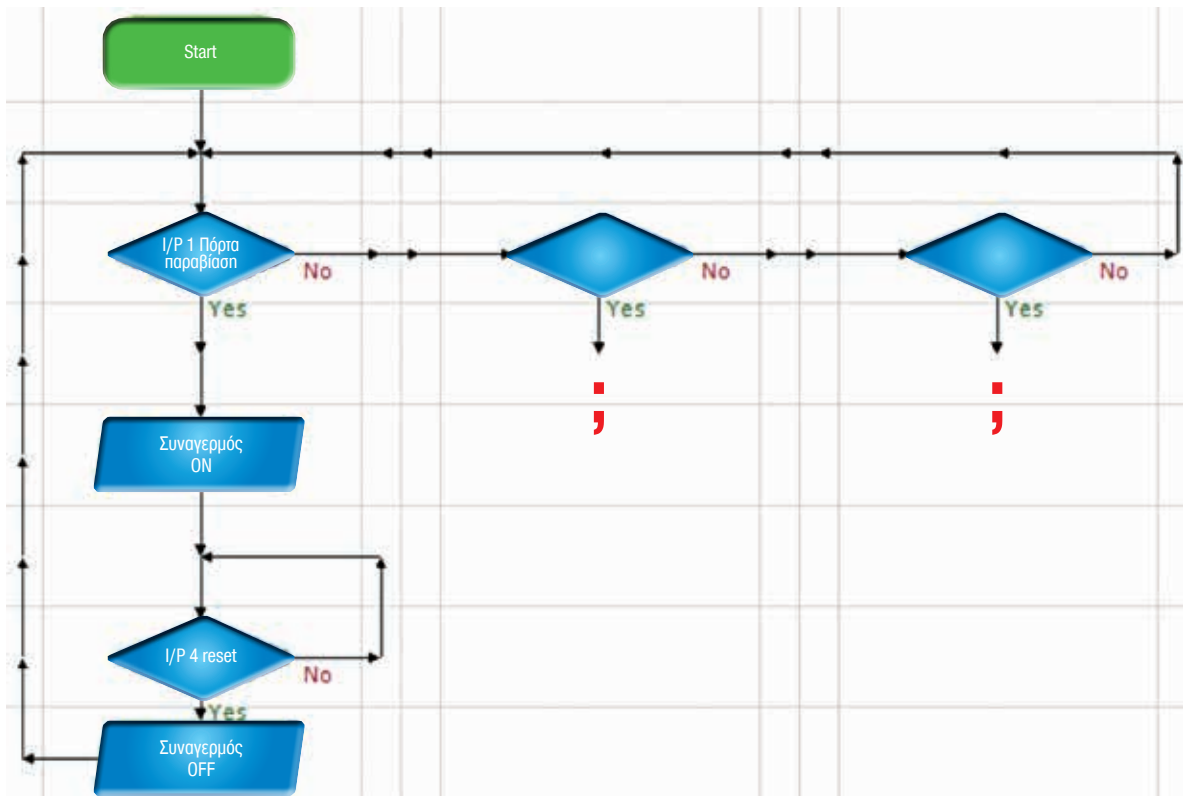 Start
I/P 1 Πόρτα
παραβίαση
No
No
No
Yes
Yes
Yes
;
;
Συναγερμός
ON
I/P 4 reset
No
Yes
Συναγερμός
OFF